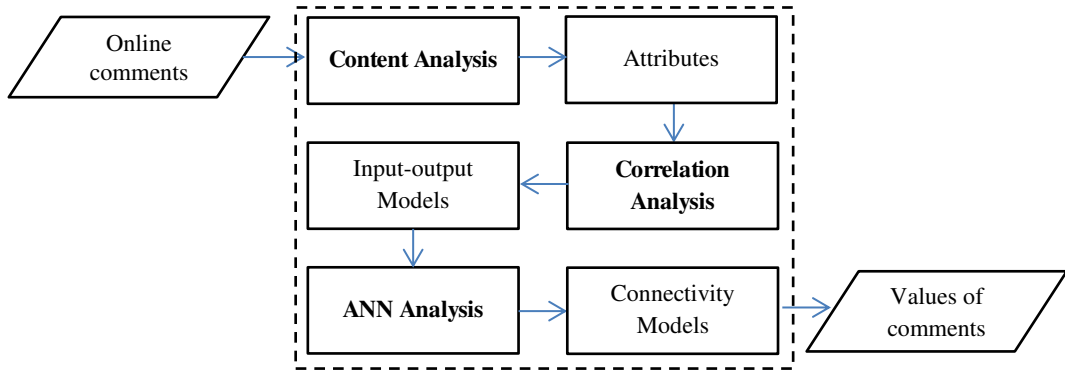 Online
comments
Content Analysis
Attributes
Correlation
Analysis
Input-output
Models
ANN Analysis
Connectivity
Models
Values of
comments